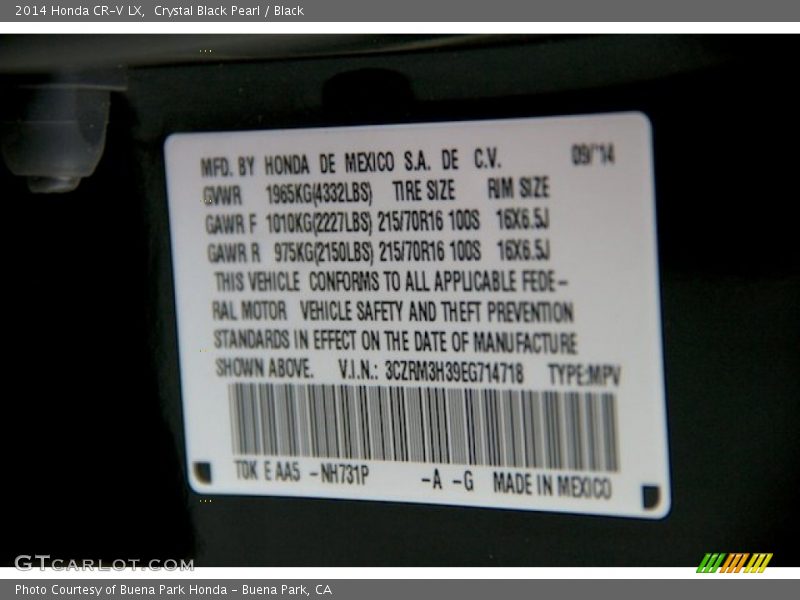 2014 Honda CR-V LX, Crystal Black Pearl / Black
MFD. BY HONDA DE MEXICO S.A. DE C.V. 09/'14
GVWR 1965KG(4332LBS) TIRE SIZE RIM SIZE
GAWR F 1010KG(2227LBS) 215/70R16 100S 16X6.5J
GAWR R 975KG(2150LBS) 215/70R16 100S 16X6.5J
THIS VEHICLE CONFORMS TO ALL APPLICABLE FEDE-
RAL MOTOR VEHICLE SAFETY AND THEFT PREVENTION
STANDARDS IN EFFECT ON THE DATE OF MANUFACTURE
SHOWN ABOVE. V.I.N.: 3CZRM3H39EG714718 TYPE:MPV
T0K E AA5 -NH731P -A -G MADE IN MEXICO
GTCARLOT.COM
Photo Courtesy of Buena Park Honda - Buena Park, CA